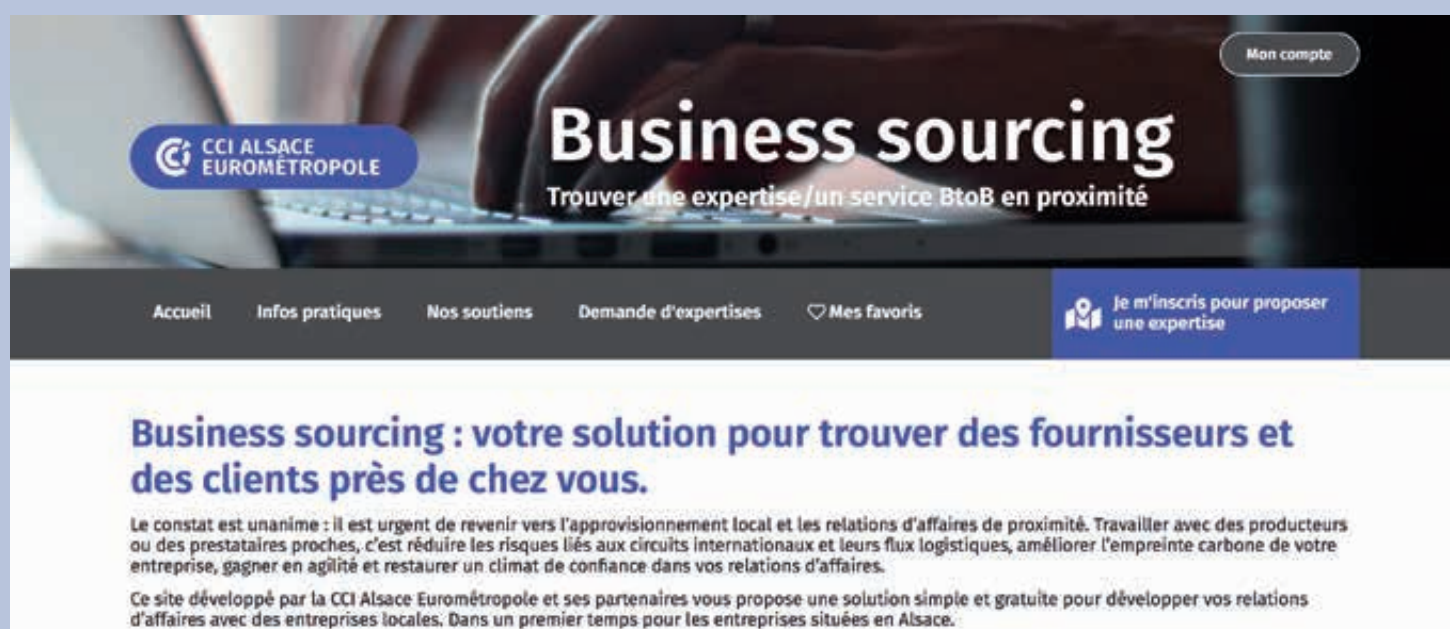 Mon compte
CCI ALSACE
EUROMÉTROPOLE
Business sourcing
Trouver une expertise/un service BtoB en proximité
Accueil
Infos pratiques
Nos soutiens
Demande d'expertises
Mes favoris
Je m'inscris pour proposer
une expertise
Business sourcing : votre solution pour trouver des fournisseurs et
des clients près de chez vous.
Le constat est unanime : il est urgent de revenir vers l'approvisionnement local et les relations d'affaires de proximité. Travailler avec des producteurs
ou des prestataires proches, c'est réduire les risques liés aux circuits internationaux et leurs flux logistiques, améliorer l'empreinte carbone de votre
entreprise, gagner en agilité et restaurer un climat de confiance dans vos relations d'affaires.
Ce site développé par la CCI Alsace Eurométropole et ses partenaires vous propose une solution simple et gratuite pour développer vos relations
d'affaires avec des entreprises locales. Dans un premier temps pour les entreprises situées en Alsace.